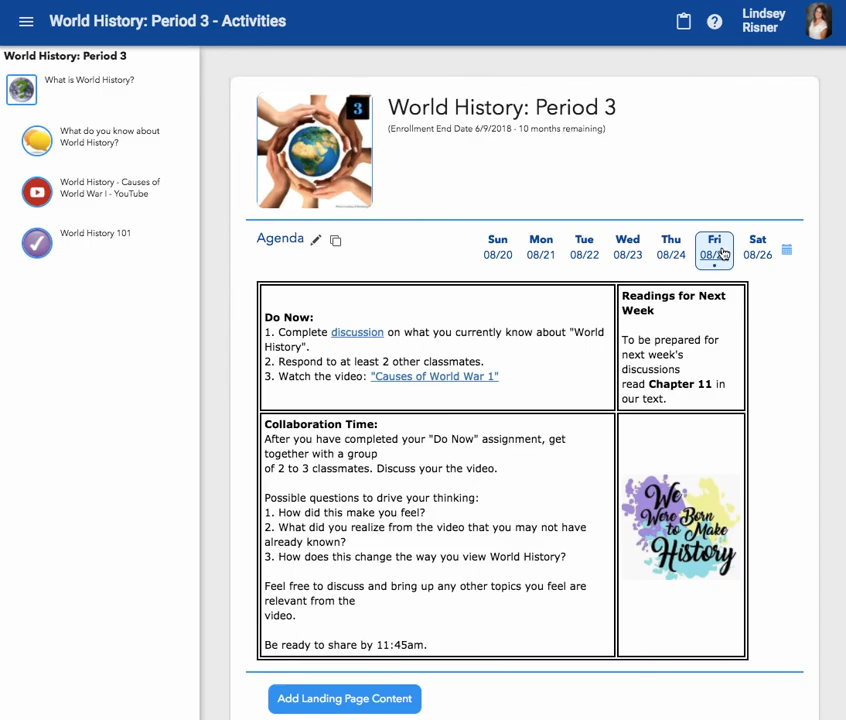 World History: Period 3 - Activities
Lindsey
Risner
World History: Period 3
What is World History?
What do you know about
World History?
World History - Causes of
World War I - YouTube
World History 101
3
World History: Period 3
(Enrollment End Date 6/9/2018 - 10 months remaining)
Agenda
Sun Mon Tue Wed Thu Fri Sat
08/20 08/21 08/22 08/23 08/24 08/2 08/26
Do Now:
1. Complete discussion on what you currently know about "World
History".
2. Respond to at least 2 other classmates.
3. Watch the video: "Causes of World War 1"
Readings for Next
Week
To be prepared for
next week's
discussions
read Chapter 11 in
our text.
Collaboration Time:
After you have completed your "Do Now" assignment, get
together with a group
of 2 to 3 classmates. Discuss your the video.
Possible questions to drive your thinking:
1. How did this make you feel?
2. What did you realize from the video that you may not have
already known?
3. How does this change the way you view World History?
Feel free to discuss and bring up any other topics you feel are
relevant from the
video.
Be ready to share by 11:45am.
We
Were Born
to Make
History
Add Landing Page Content